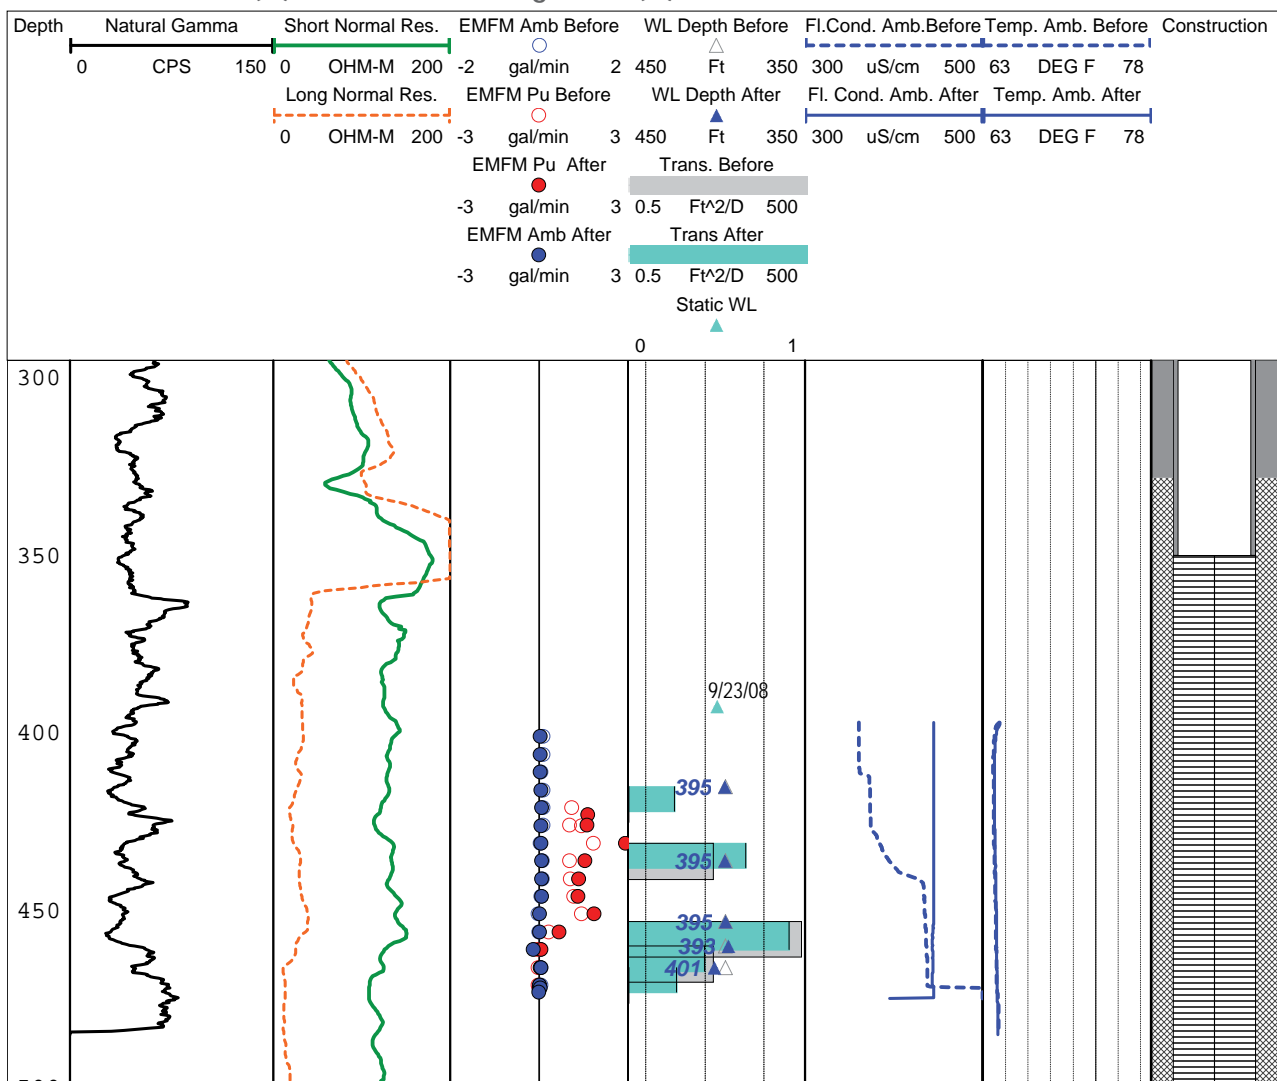 Depth Natural Gamma Short Normal Res. EMFM Amb Before WL Depth Before Fl.Cond. Amb.Before Temp. Amb. Before Construction
0 CPS 150 0 OHM-M 200 -2 gal/min 2 450 Ft 350 300 uS/cm 500 63 DEG F 78
Long Normal Res. EMFM Pu Before WL Depth After Fl. Cond. Amb. After Temp. Amb. After
0 OHM-M 200 -3 gal/min 3 450 Ft 350 300 uS/cm 500 63 DEG F 78
EMFM Pu After Trans. Before
-3 gal/min 3 0.5 Ft^2/D 500
EMFM Amb After Trans After
-3 gal/min 3 0.5 Ft^2/D 500
Static WL
0 1
300
350
9/23/08
400
395
395
450
395
393
401